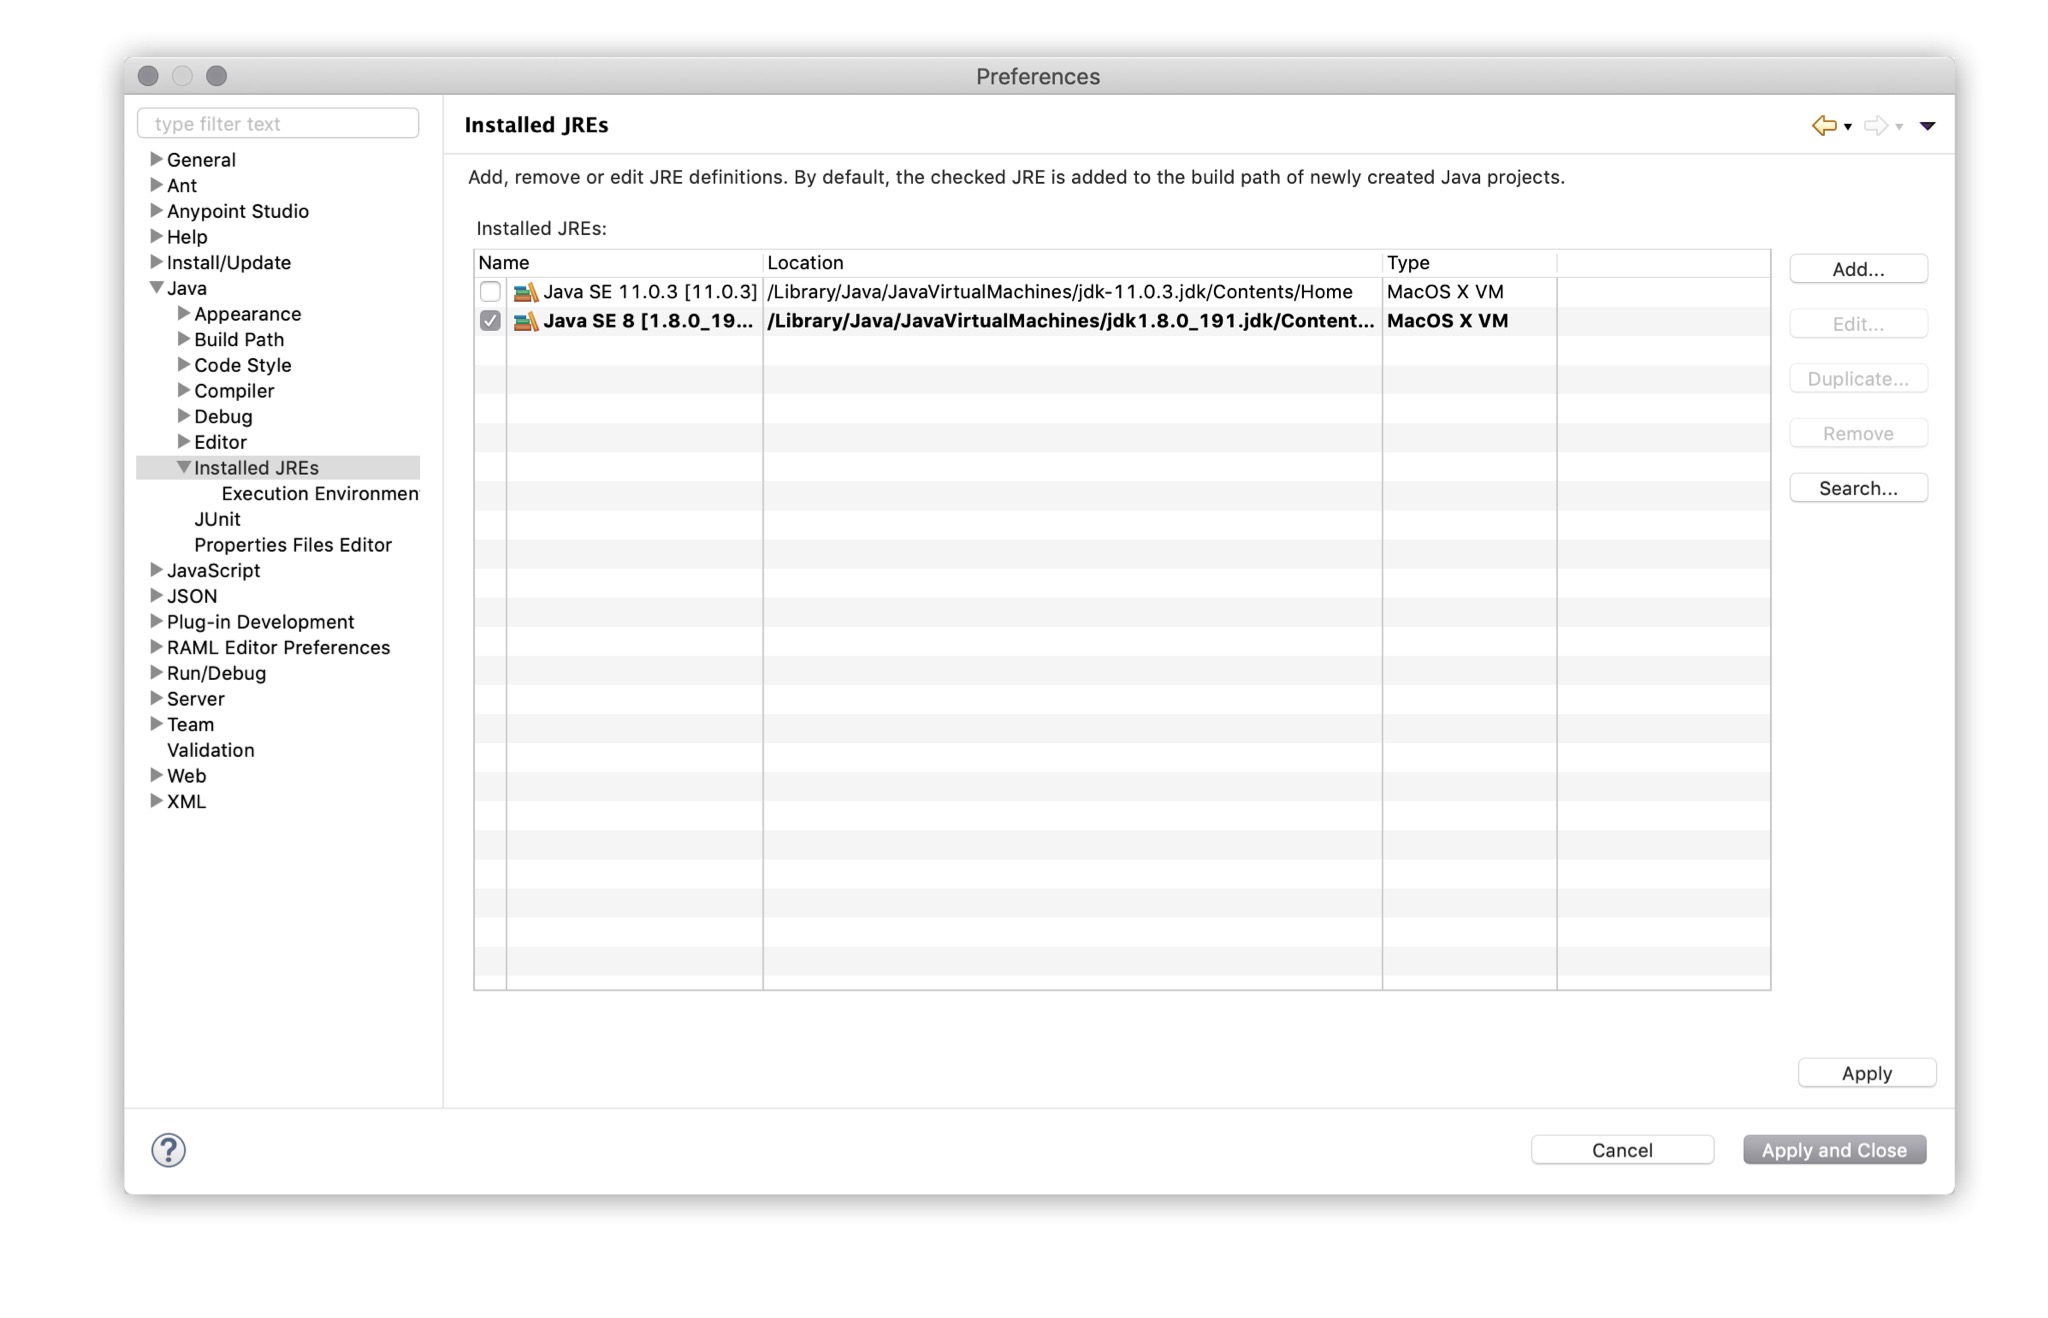 Preferences
type filter text
General
Ant
Anypoint Studio
Help
Install/Update
Java
Appearance
Build Path
Code Style
Compiler
Debug
Editor
Installed JREs
Execution Environmen
JUnit
Properties Files Editor
JavaScript
JSON
Plug-in Development
RAML Editor Preferences
Run/Debug
Server
Team
Validation
Web
XML
Installed JREs
Add, remove or edit JRE definitions. By default, the checked JRE is added to the build path of newly created Java projects.
Installed JREs:
Name Location Type
Java SE 11.0.3 [11.0.3] /Library/Java/JavaVirtualMachines/jdk-11.0.3.jdk/Contents/Home MacOS X VM
Java SE 8 [1.8.0_19... /Library/Java/JavaVirtualMachines/jdk1.8.0_191.jdk/Content... MacOS X VM
Add...
Edit...
Duplicate...
Remove
Search...
Apply
?
Cancel
Apply and Close